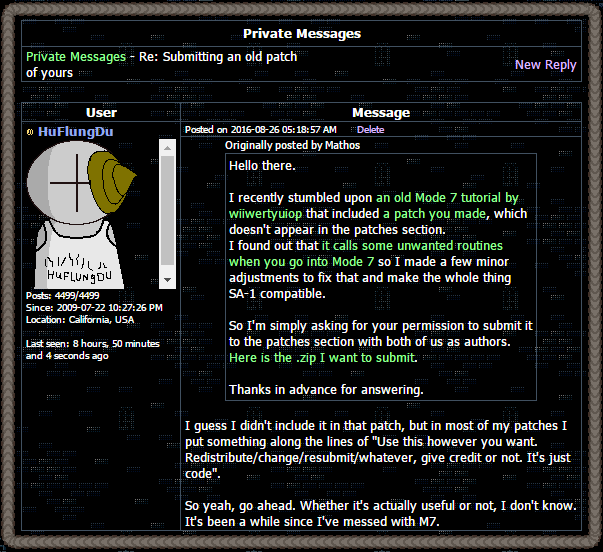 Private Messages
Private Messages - Re: Submitting an old patch
of yours
New Reply
User
Message
HuFlungDu
HUFLUNGDU
Posts: 4499/4499
Since: 2009-07-22 10:27:26 PM
Location: California, USA
Last seen: 8 hours, 50 minutes
and 4 seconds ago
Posted on 2016-08-26 05:18:57 AM Delete
Originally posted by Mathos
Hello there.
I recently stumbled upon an old Mode 7 tutorial by
wiiwertyuiop that included a patch you made, which
doesn't appear in the patches section.
I found out that it calls some unwanted routines
when you go into Mode 7 so I made a few minor
adjustments to fix that and make the whole thing
SA-1 compatible.
So I'm simply asking for your permission to submit it
to the patches section with both of us as authors.
Here is the .zip I want to submit.
Thanks in advance for answering.
I guess I didn't include it in that patch, but in most of my patches I
put something along the lines of "Use this however you want.
Redistribute/change/resubmit/whatever, give credit or not. It's just
code".
So yeah, go ahead. Whether it's actually useful or not, I don't know.
It's been a while since I've messed with M7.